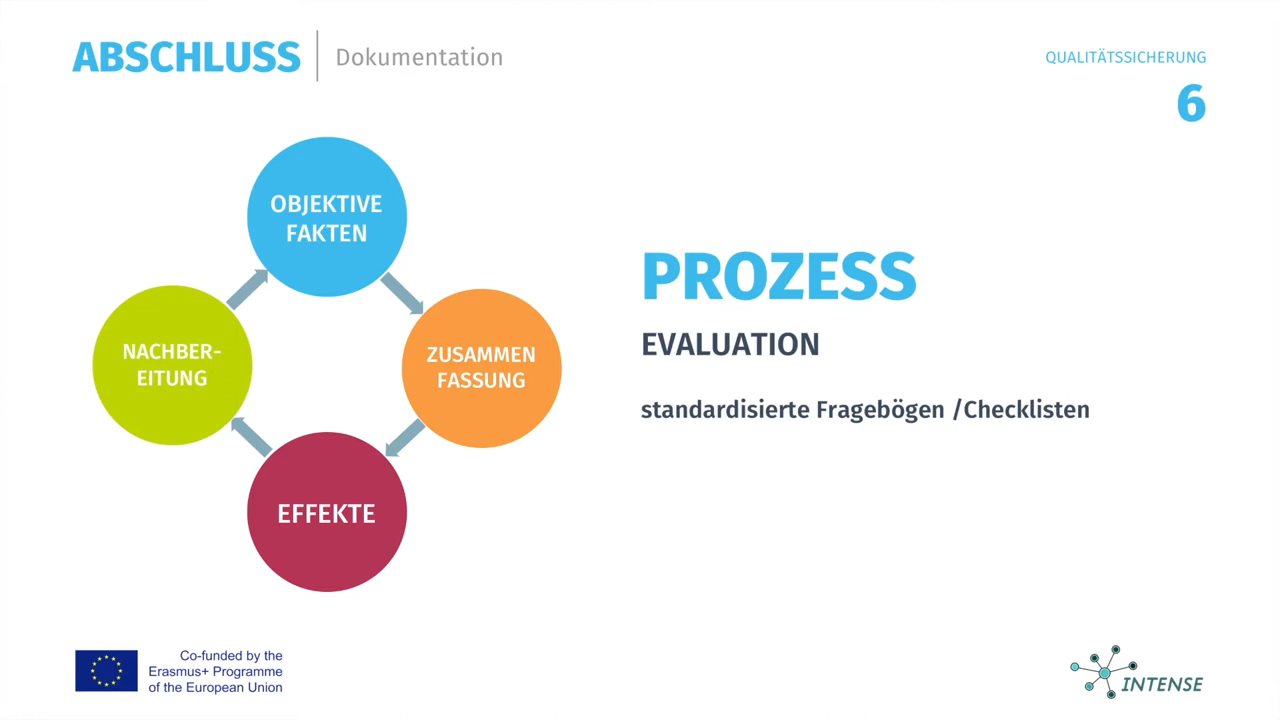 ABSCHLUSS
Dokumentation
QUALITÄTSSICHERUNG
6
OBJEKTIVE
FAKTEN
NACHBER-
EITUNG
ZUSAMMEN
FASSUNG
EFFEKTE
PROZESS
EVALUATION
standardisierte Fragebögen /Checklisten
Co-funded by the
Erasmus+ Programme
of the European Union
INTENSE